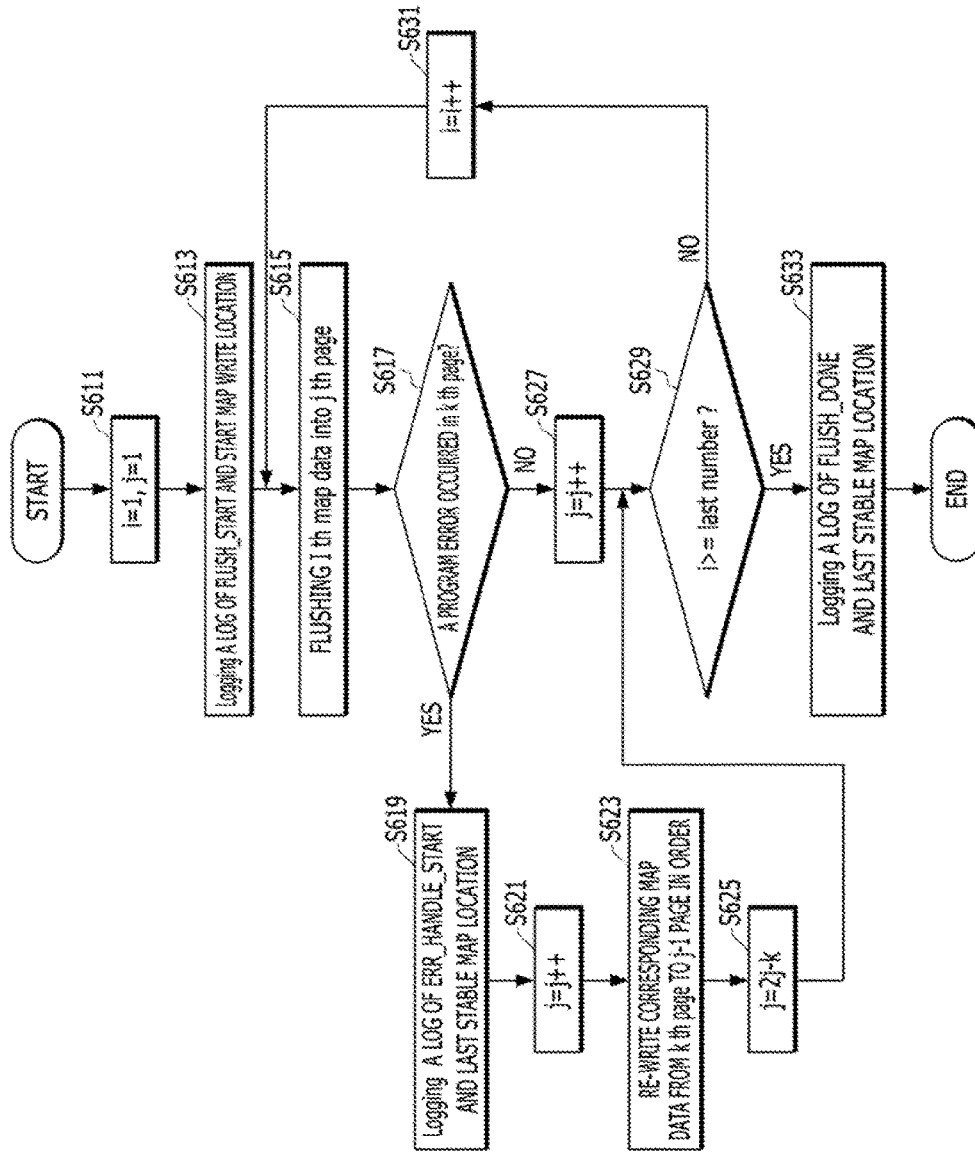 START
S611
i=1, j=1
S613
Logging A LOG OF FLUSH_START AND START MAP WRITE LOCATION
S615
FLUSHING I th map data into j th page
S617
A PROGRAM ERROR OCCURRED in k th page?
YES
NO
S619
Logging A LOG OF ERR_HANDLE_START
AND LAST STABLE MAP LOCATION
S621
j=j++
S623
RE-WRITE CORRESPONDING MAP
DATA FROM k th page TO j-1 PAGE IN ORDER
S625
j=2j-k
S627
j=j++
S629
i>= last number ?
NO
YES
S631
i=i++
S633
Logging A LOG OF FLUSH_DONE
AND LAST STABLE MAP LOCATION
END